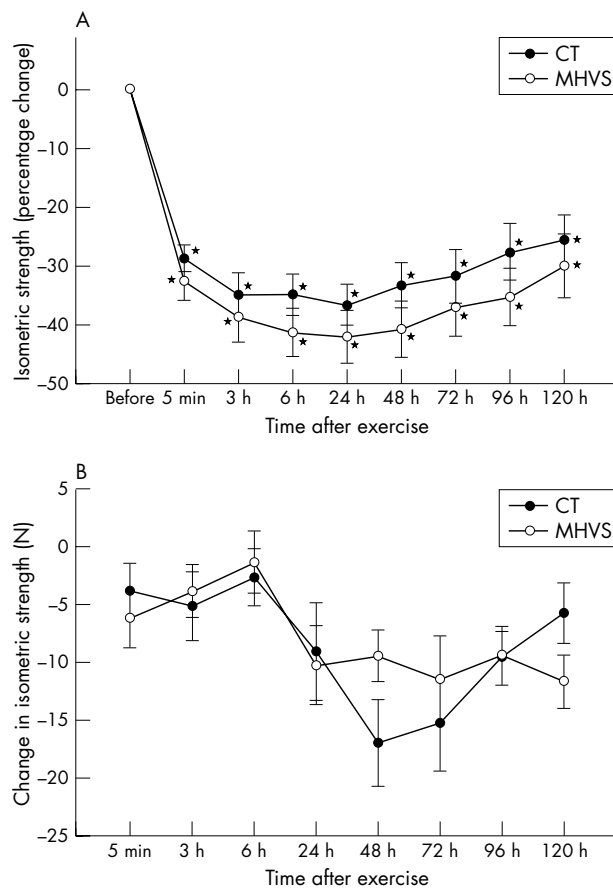 A
CT
MHVS
Isometric strength (percentage change)
0
–10
–20
–30
–40
–50
Before 5 min 3 h 6 h 24 h 48 h 72 h 96 h 120 h
Time after exercise
B
CT
MHVS
Change in isometric strength (N)
5
0
–5
–10
–15
–20
–25
5 min 3 h 6 h 24 h 48 h 72 h 96 h 120 h
Time after exercise